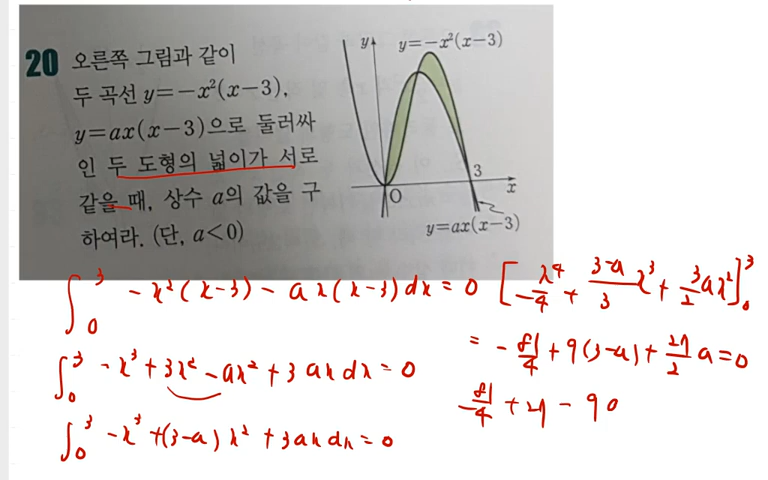 20 오른쪽 그림과 같이
두 곡선 y=-x²(x-3),
y=ax(x-3)으로 둘러싸
인 두 도형의 넓이가 서로
같을 때, 상수 a의 값을 구
하여라. (단, a<0)
y
y=-x²(x-3)
3
O
x
y=ax(x-3)
∫₀³ -x²(x-3) - ax(x-3) dx = 0
∫₀³ -x³ + 3x² - ax² + 3ax dx = 0
∫₀³ -x³ + (3-a)x² + 3ax dx = 0
[-x⁴/4 + (3-a)/3 x³ + 3/2 ax²]₀³
= -81/4 + 9(3-a) + 27/2 a = 0
-81/4 + 27 - 9a